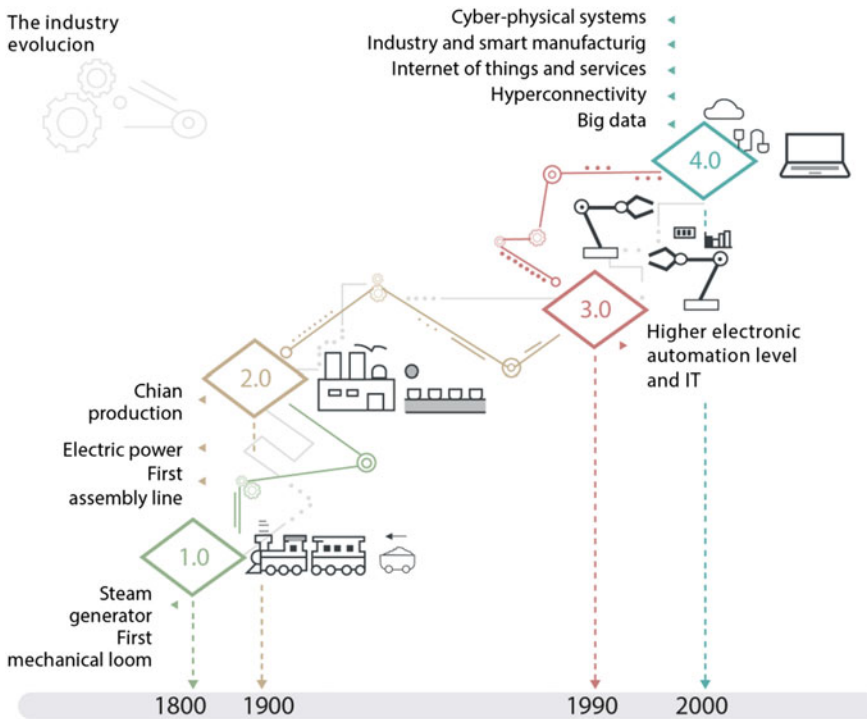 The industry
evolucion
Cyber-physical systems
Industry and smart manufacturig
Internet of things and services
Hyperconnectivity
Big data
4.0
3.0
Higher electronic
automation level
and IT
2.0
Chian
production
Electric power
First
assembly line
1.0
Steam
generator
First
mechanical loom
1800
1900
1990
2000